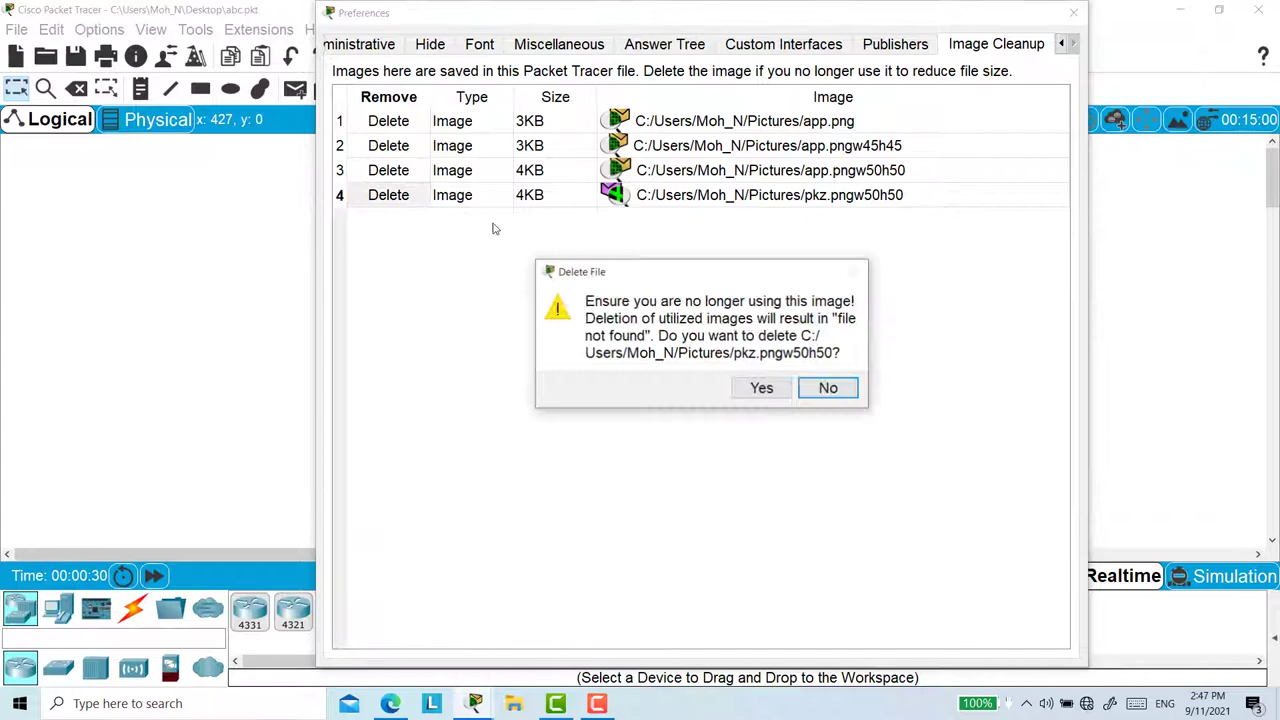 Cisco Packet Tracer - C:\Users\Moh_N\Desktop\abc.pkt
Preferences
File Edit Options View Tools Extensions H
ministrative Hide Font Miscellaneous Answer Tree Custom Interfaces Publishers Image Cleanup
Images here are saved in this Packet Tracer file. Delete the image if you no longer use it to reduce file size.
Remove Type Size Image
1 Delete Image 3KB C:/Users/Moh_N/Pictures/app.png
2 Delete Image 3KB C:/Users/Moh_N/Pictures/app.pngw45h45
3 Delete Image 4KB C:/Users/Moh_N/Pictures/app.pngw50h50
4 Delete Image 4KB C:/Users/Moh_N/Pictures/pkz.pngw50h50
Logical Physical x: 427, y: 0
00:15:00
Delete File
Ensure you are no longer using this image!
Deletion of utilized images will result in "file
not found". Do you want to delete C:/
Users/Moh_N/Pictures/pkz.pngw50h50?
Yes No
Time: 00:00:30
Realtime Simulation
4331 4321
(Select a Device to Drag and Drop to the Workspace)
Type here to search
L
100%
ENG
2:47 PM
9/11/2021
3